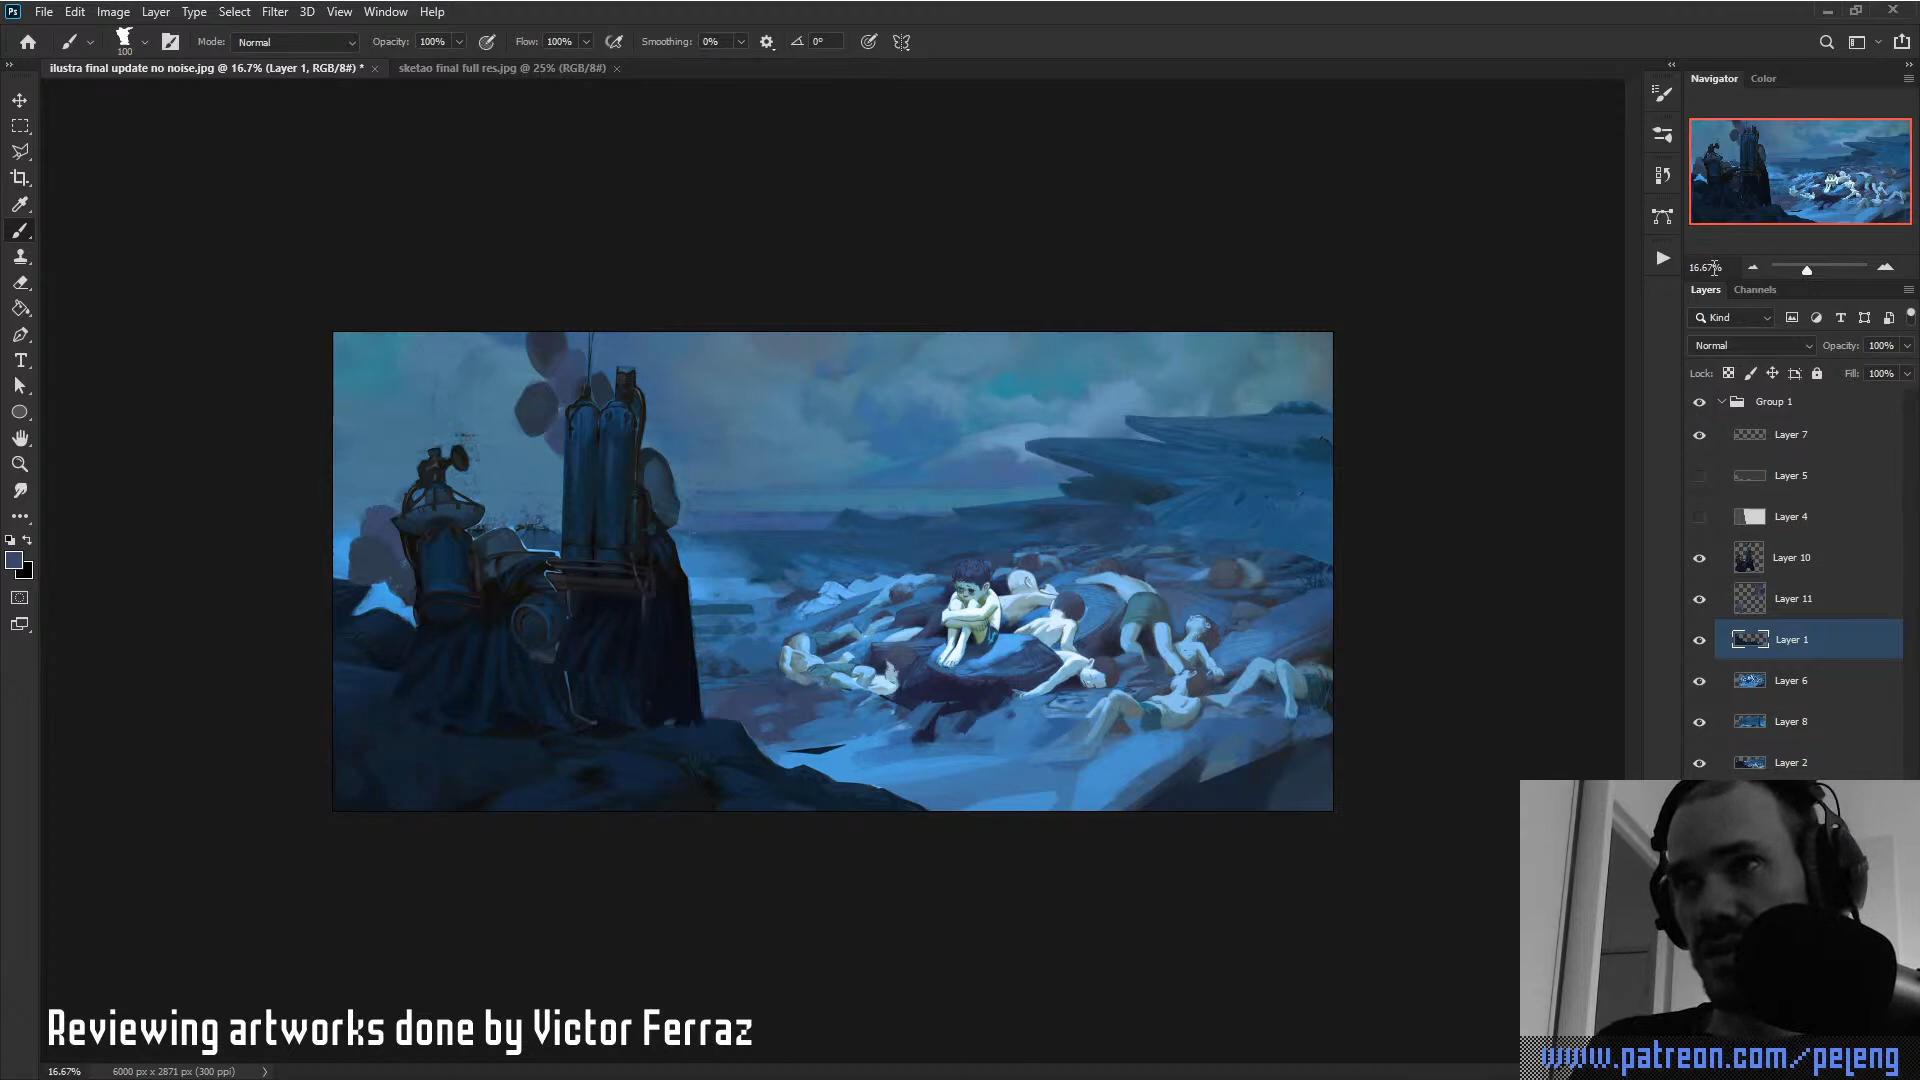 Ps File Edit Image Layer Type Select Filter 3D View Window Help
100 Mode: Normal Opacity: 100% Flow: 100% Smoothing: 0% 0°
ilustra final update no noise.jpg @ 16.7% (Layer 1, RGB/8#) * sketao final full res.jpg @ 25% (RGB/8#)
Navigator Color
16.67%
Layers Channels
Kind
Normal Opacity: 100%
Lock: Fill: 100%
Group 1
Layer 7
Layer 5
Layer 4
Layer 10
Layer 11
Layer 1
Layer 6
Layer 8
Layer 2
Reviewing artworks done by Victor Ferraz
www.patreon.com/peleng
16.67% 6000 px x 2871 px (300 ppi)